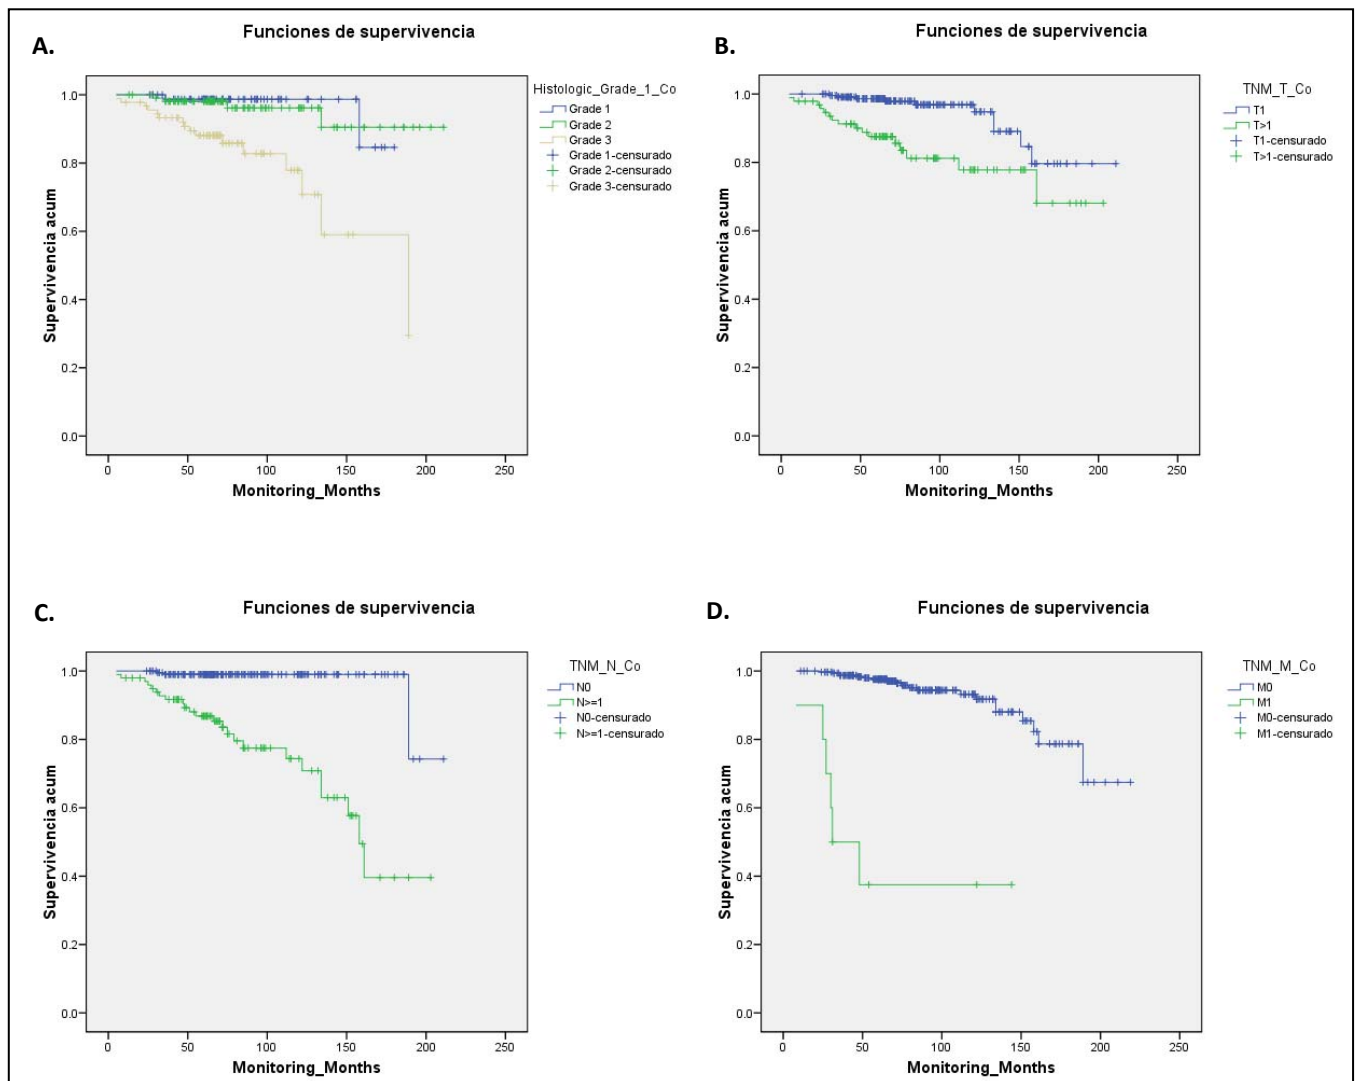 A.
Funciones de supervivencia
Histologic_Grade_1_Co
Grade 1
Grade 2
Grade 3
Grade 1-censurado
Grade 2-censurado
Grade 3-censurado
Supervivencia acum
1.0
0.8
0.6
0.4
0.2
0.0
0 50 100 150 200 250
Monitoring_Months
B.
Funciones de supervivencia
TNM_T_Co
T1
T>1
T1-censurado
T>1-censurado
Supervivencia acum
1.0
0.8
0.6
0.4
0.2
0.0
0 50 100 150 200 250
Monitoring_Months
C.
Funciones de supervivencia
TNM_N_Co
N0
N>=1
N0-censurado
N>=1-censurado
Supervivencia acum
1.0
0.8
0.6
0.4
0.2
0.0
0 50 100 150 200 250
Monitoring_Months
D.
Funciones de supervivencia
TNM_M_Co
M0
M1
M0-censurado
M1-censurado
Supervivencia acum
1.0
0.8
0.6
0.4
0.2
0.0
0 50 100 150 200 250
Monitoring_Months